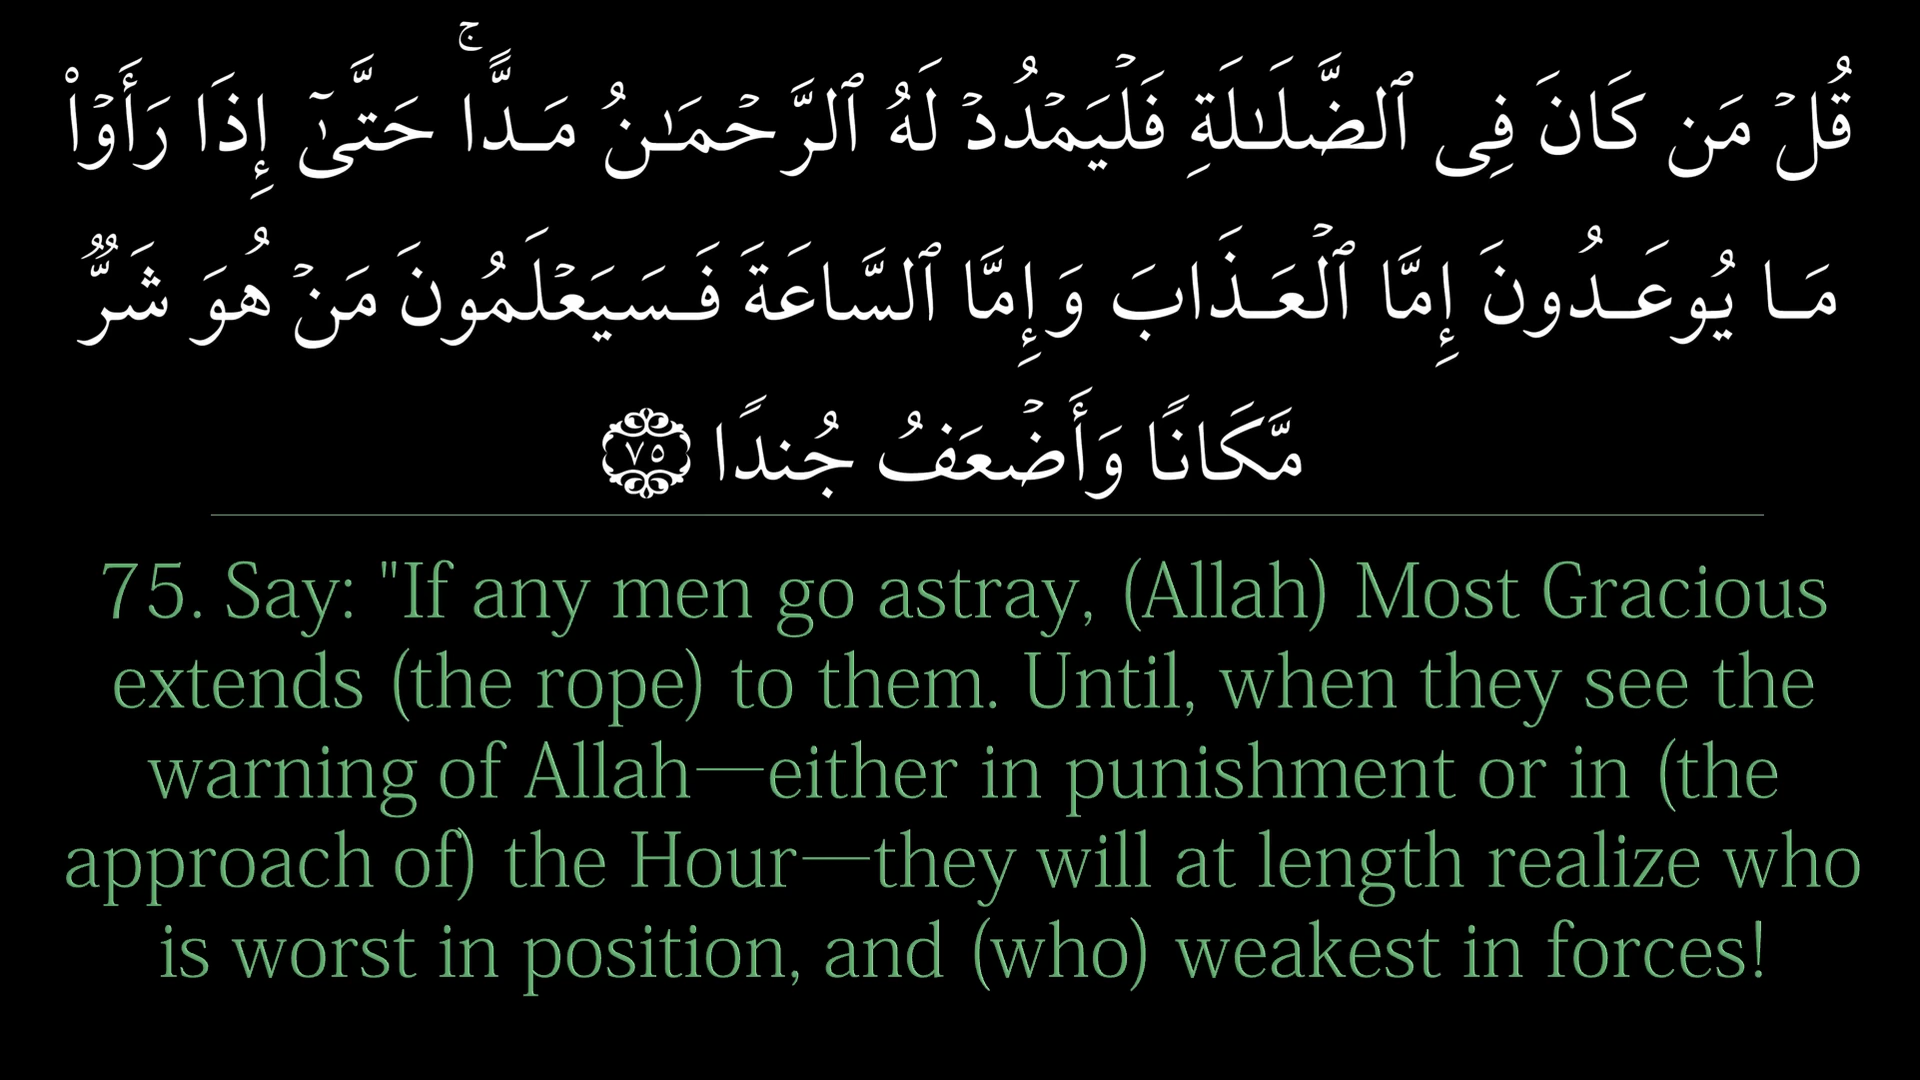 قُلْ مَن كَانَ فِى ٱلضَّلَـٰلَةِ فَلْيَمْدُدْ لَهُ ٱلرَّحْمَـٰنُ مَدًّا ۚ حَتَّىٰٓ إِذَا رَأَوْا۟
مَا يُوعَدُونَ إِمَّا ٱلْعَذَابَ وَإِمَّا ٱلسَّاعَةَ فَسَيَعْلَمُونَ مَنْ هُوَ شَرٌّ
مَّكَانًا وَأَضْعَفُ جُندًا ٧٥
75. Say: "If any men go astray, (Allah) Most Gracious
extends (the rope) to them. Until, when they see the
warning of Allah—either in punishment or in (the
approach of) the Hour—they will at length realize who
is worst in position, and (who) weakest in forces!